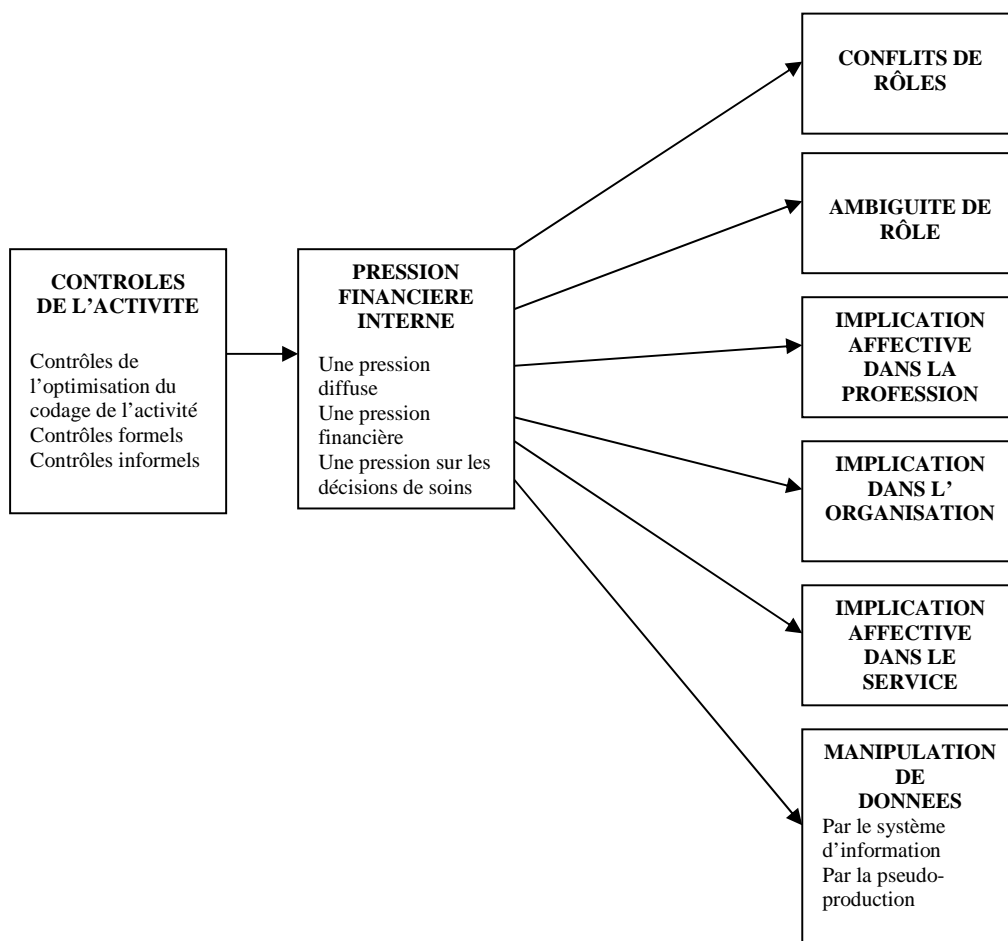 CONTROLES
DE L’ACTIVITE
Contrôles de
l’optimisation du
codage de l’activité
Contrôles formels
Contrôles informels
PRESSION
FINANCIERE
INTERNE
Une pression
diffuse
Une pression
financière
Une pression sur les
décisions de soins
CONFLITS DE
RÔLES
AMBIGUITE DE
RÔLE
IMPLICATION
AFFECTIVE
DANS LA
PROFESSION
IMPLICATION
DANS L’
ORGANISATION
IMPLICATION
AFFECTIVE
DANS LE
SERVICE
MANIPULATION
DE
DONNEES
Par le système
d’information
Par la pseudo-
production